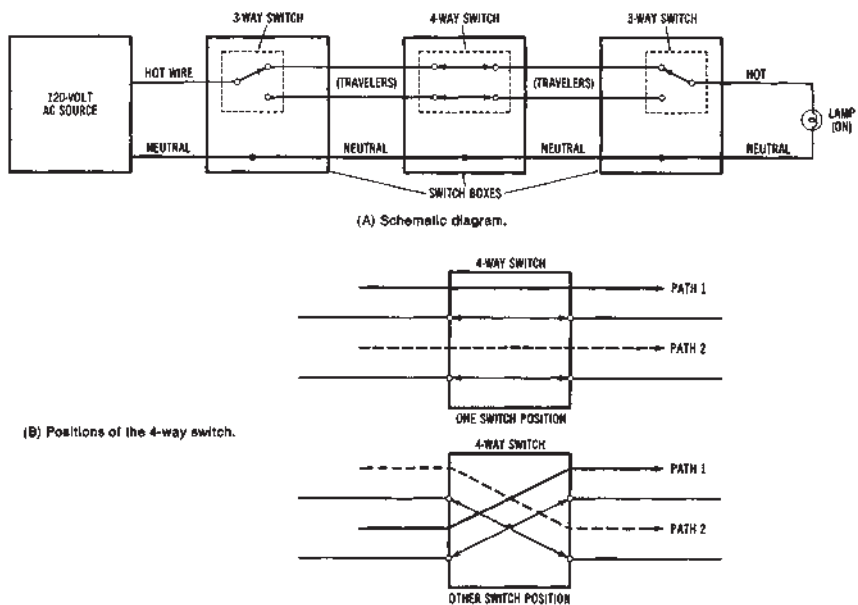 3-WAY SWITCH
4-WAY SWITCH
3-WAY SWITCH
120-VOLT
AC SOURCE
HOT WIRE
(TRAVELERS)
(TRAVELERS)
HOT
LAMP
(ON)
NEUTRAL
NEUTRAL
NEUTRAL
NEUTRAL
SWITCH BOXES
(A) Schematic diagram.
4-WAY SWITCH
PATH 1
PATH 2
ONE SWITCH POSITION
(B) Positions of the 4-way switch.
4-WAY SWITCH
PATH 1
PATH 2
OTHER SWITCH POSITION